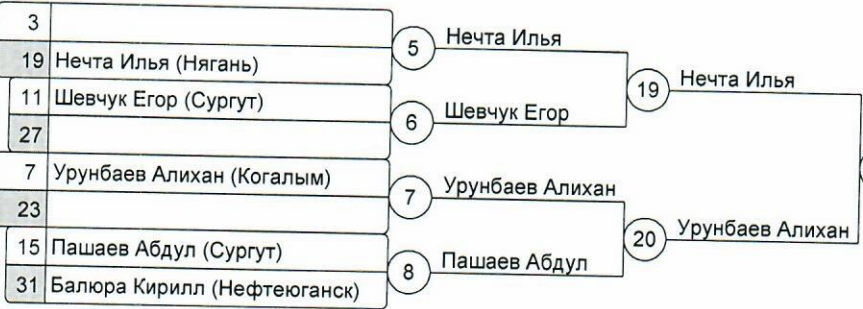 3
19 Нечта Илья (Нягань)
5 Нечта Илья
11 Шевчук Егор (Сургут)
27
6 Шевчук Егор
19 Нечта Илья
7 Урунбаев Алихан (Когалым)
23
7 Урунбаев Алихан
15 Пашаев Абдул (Сургут)
31 Балюра Кирилл (Нефтеюганск)
8 Пашаев Абдул
20 Урунбаев Алихан